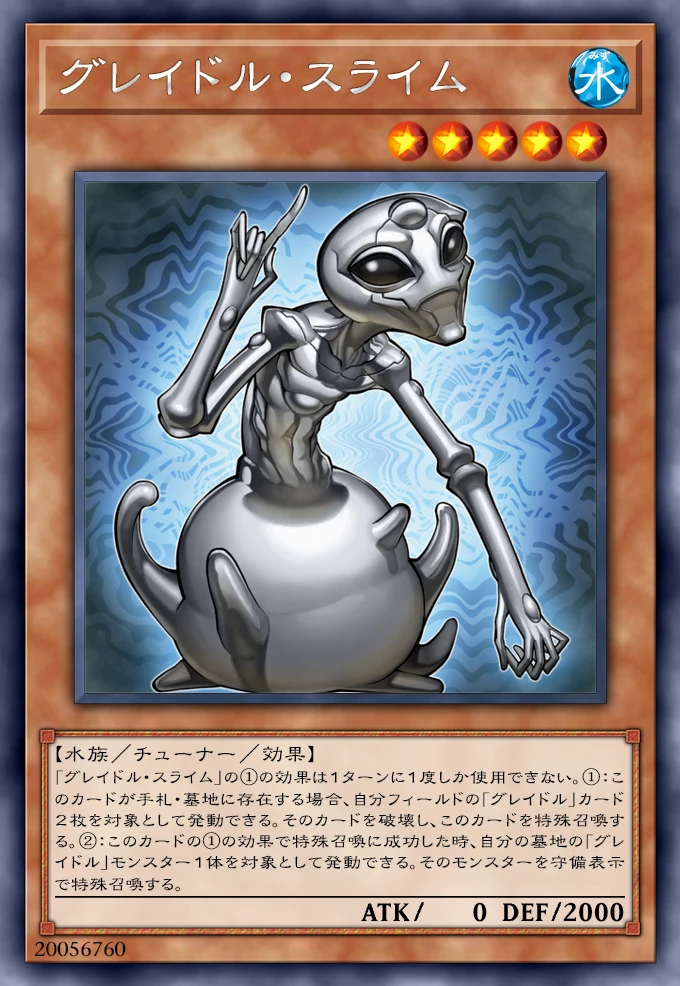 グレイドル・スライム
みず
水
【水族／チューナー／効果】
「グレイドル・スライム」の①の効果は１ターンに１度しか使用できない。①：こ
のカードが手札・墓地に存在する場合、自分フィールドの「グレイドル」カード
２枚を対象として発動できる。そのカードを破壊し、このカードを特殊召喚す
る。②：このカードの①の効果で特殊召喚に成功した時、自分の墓地の「グレ
イドル」モンスター１体を対象として発動できる。そのモンスターを守備表示
で特殊召喚する。
ATK/ 0 DEF/2000
20056760